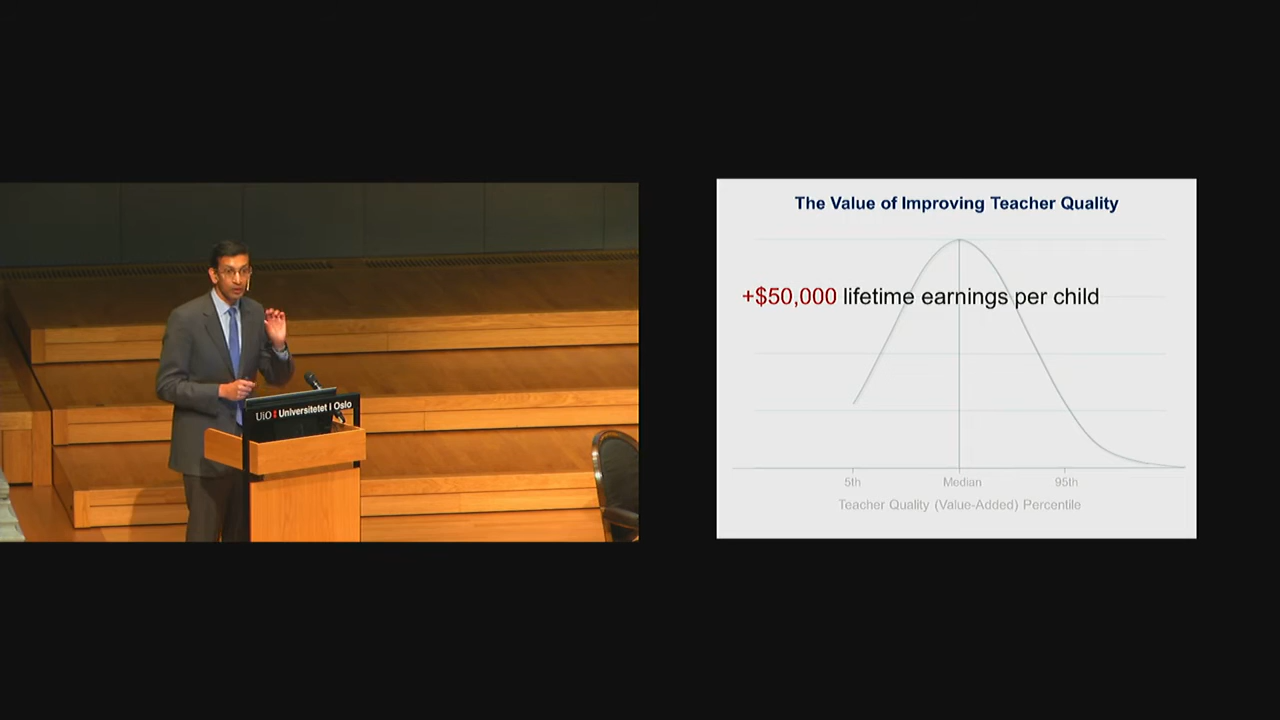 UiO Universitetet i Oslo
The Value of Improving Teacher Quality
+$50,000 lifetime earnings per child
5th Median 95th
Teacher Quality (Value-Added) Percentile